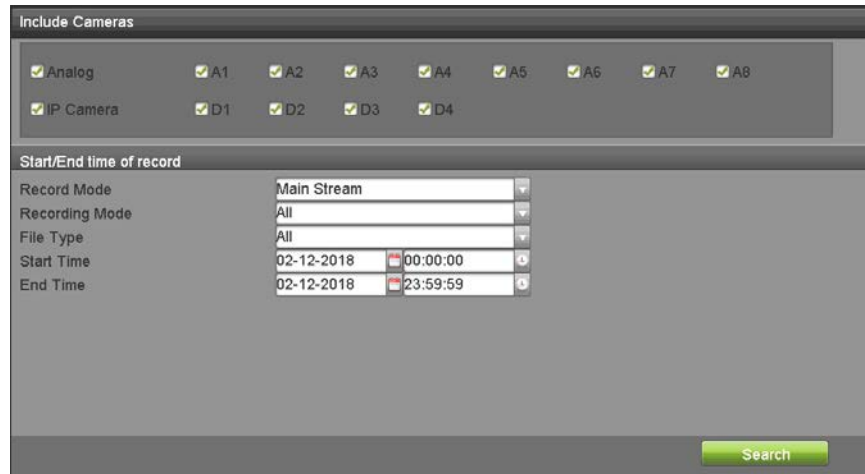 Include Cameras
Analog A1 A2 A3 A4 A5 A6 A7 A8
IP Camera D1 D2 D3 D4
Start/End time of record
Record Mode Main Stream
Recording Mode All
File Type All
Start Time 02-12-2018 00:00:00
End Time 02-12-2018 23:59:59
Search